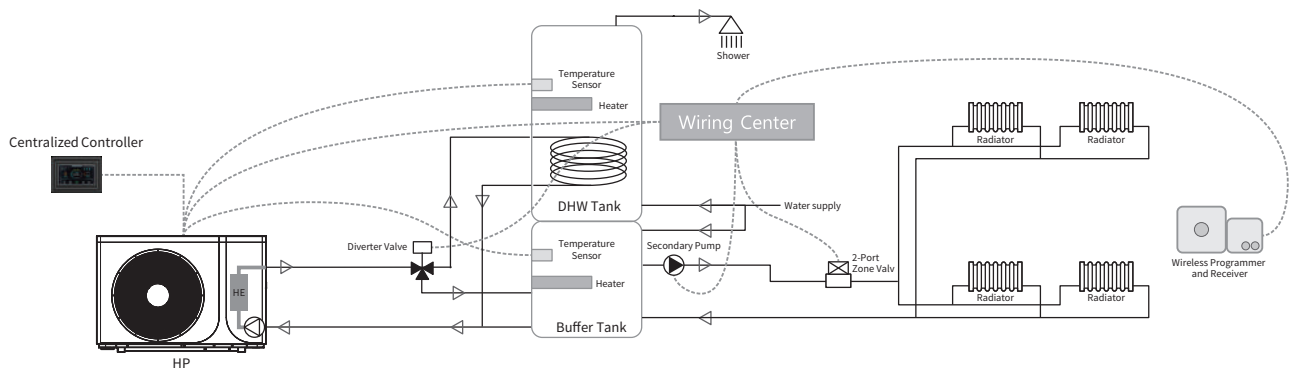 Shower
Temperature
Sensor
Heater
Wiring Center
Centralized Controller
Radiator
Radiator
DHW Tank
Water supply
Diverter Valve
Temperature
Sensor
Secondary Pump
2-Port
Zone Valv
Wireless Programmer
and Receiver
HE
Heater
Radiator
Radiator
Buffer Tank
HP